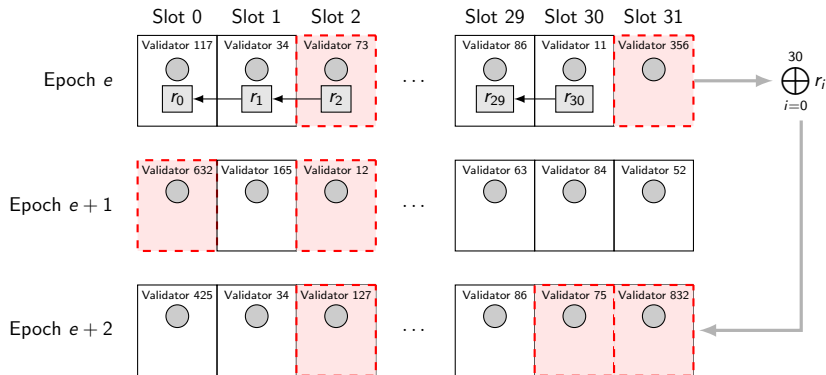 Slot 0 Slot 1 Slot 2 Slot 29 Slot 30 Slot 31
Epoch e
Validator 117 Validator 34 Validator 73 ... Validator 86 Validator 11 Validator 356
r0 r1 r2 r29 r30
30
⊕ ri
i=0
Epoch e + 1
Validator 632 Validator 165 Validator 12 ... Validator 63 Validator 84 Validator 52
Epoch e + 2
Validator 425 Validator 34 Validator 127 ... Validator 86 Validator 75 Validator 832